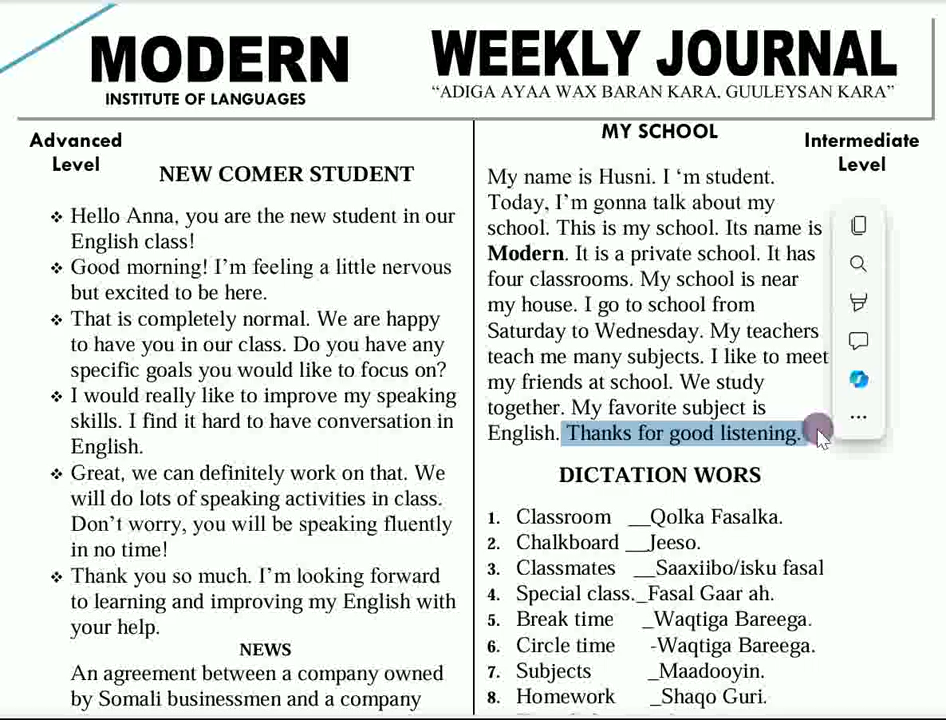 MODERN
INSTITUTE OF LANGUAGES
WEEKLY JOURNAL
“ADIGA AYAA WAX BARAN KARA, GUULEYSAN KARA”
Advanced
Level
NEW COMER STUDENT
❖ Hello Anna, you are the new student in our
English class!
❖ Good morning! I’m feeling a little nervous
but excited to be here.
❖ That is completely normal. We are happy
to have you in our class. Do you have any
specific goals you would like to focus on?
❖ I would really like to improve my speaking
skills. I find it hard to have conversation in
English.
❖ Great, we can definitely work on that. We
will do lots of speaking activities in class.
Don’t worry, you will be speaking fluently
in no time!
❖ Thank you so much. I’m looking forward
to learning and improving my English with
your help.
NEWS
An agreement between a company owned
by Somali businessmen and a company
MY SCHOOL
Intermediate
Level
My name is Husni. I ‘m student.
Today, I’m gonna talk about my
school. This is my school. Its name is
Modern. It is a private school. It has
four classrooms. My school is near
my house. I go to school from
Saturday to Wednesday. My teachers
teach me many subjects. I like to meet
my friends at school. We study
together. My favorite subject is
English. Thanks for good listening.
DICTATION WORS
1. Classroom __Qolka Fasalka.
2. Chalkboard __Jeeso.
3. Classmates __Saaxiibo/isku fasal
4. Special class._Fasal Gaar ah.
5. Break time _Waqtiga Bareega.
6. Circle time -Waqtiga Bareega.
7. Subjects _Maadooyin.
8. Homework _Shaqo Guri.